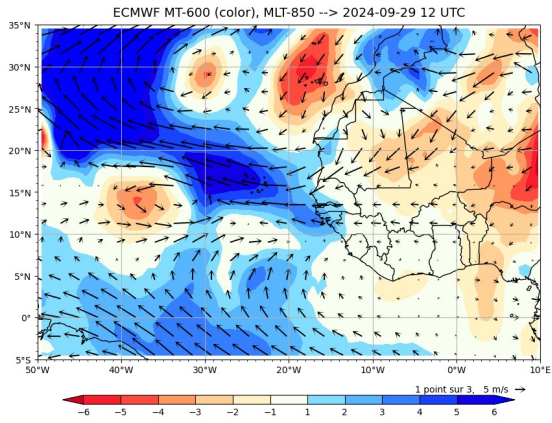 ECMWF MT-600 (color), MLT-850 --> 2024-09-29 12 UTC
35°N
30°N
25°N
20°N
15°N
10°N
5°N
0°
5°S
50°W 40°W 30°W 20°W 10°W 0°W 10°E
1 point sur 3, 5 m/s
−6 −5 −4 −3 −2 −1 1 2 3 4 5 6